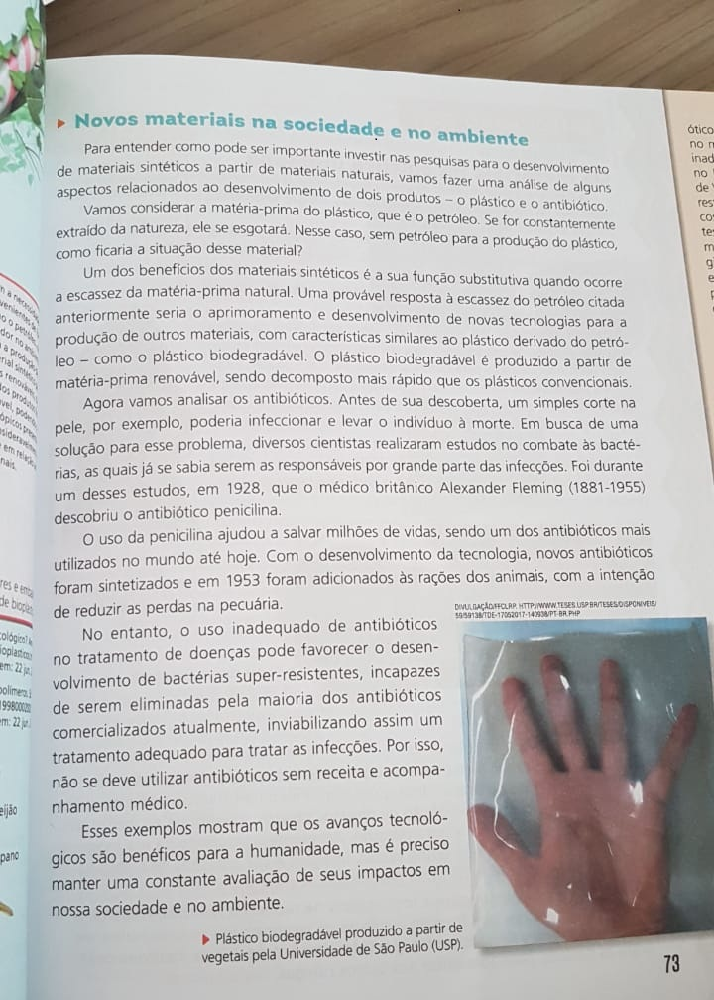 Novos materiais na sociedade e no ambiente
Para entender como pode ser importante investir nas pesquisas para o desenvolvimento
de materiais sintéticos a partir de materiais naturais, vamos fazer uma análise de alguns
aspectos relacionados ao desenvolvimento de dois produtos – o plástico e o antibiótico.
Vamos considerar a matéria-prima do plástico, que é o petróleo. Se for constantemente
extraído da natureza, ele se esgotará. Nesse caso, sem petróleo para a produção do plástico,
como ficaria a situação desse material?
Um dos benefícios dos materiais sintéticos é a sua função substitutiva quando ocorre
a escassez da matéria-prima natural. Uma provável resposta à escassez do petróleo citada
anteriormente seria o aprimoramento e desenvolvimento de novas tecnologias para a
produção de outros materiais, com características similares ao plástico derivado do petró-
leo – como o plástico biodegradável. O plástico biodegradável é produzido a partir de
matéria-prima renovável, sendo decomposto mais rápido que os plásticos convencionais.
Agora vamos analisar os antibióticos. Antes de sua descoberta, um simples corte na
pele, por exemplo, poderia infeccionar e levar o indivíduo à morte. Em busca de uma
solução para esse problema, diversos cientistas realizaram estudos no combate às bacté-
rias, as quais já se sabia serem as responsáveis por grande parte das infecções. Foi durante
um desses estudos, em 1928, que o médico britânico Alexander Fleming (1881-1955)
descobriu o antibiótico penicilina.
O uso da penicilina ajudou a salvar milhões de vidas, sendo um dos antibióticos mais
utilizados no mundo até hoje. Com o desenvolvimento da tecnologia, novos antibióticos
foram sintetizados e em 1953 foram adicionados às rações dos animais, com a intenção
de reduzir as perdas na pecuária.
No entanto, o uso inadequado de antibióticos
no tratamento de doenças pode favorecer o desen-
volvimento de bactérias super-resistentes, incapazes
de serem eliminadas pela maioria dos antibióticos
comercializados atualmente, inviabilizando assim um
tratamento adequado para tratar as infecções. Por isso,
não se deve utilizar antibióticos sem receita e acompa-
nhamento médico.
Esses exemplos mostram que os avanços tecnoló-
gicos são benéficos para a humanidade, mas é preciso
manter uma constante avaliação de seus impactos em
nossa sociedade e no ambiente.
DIVULGAÇÃO/FFCLRP. HTTP://WWW.TESES.USP.BR/TESES/DISPONIVEIS/
59/59138/TDE-17052017-140938/PT-BR.PHP
Plástico biodegradável produzido a partir de
vegetais pela Universidade de São Paulo (USP).
73